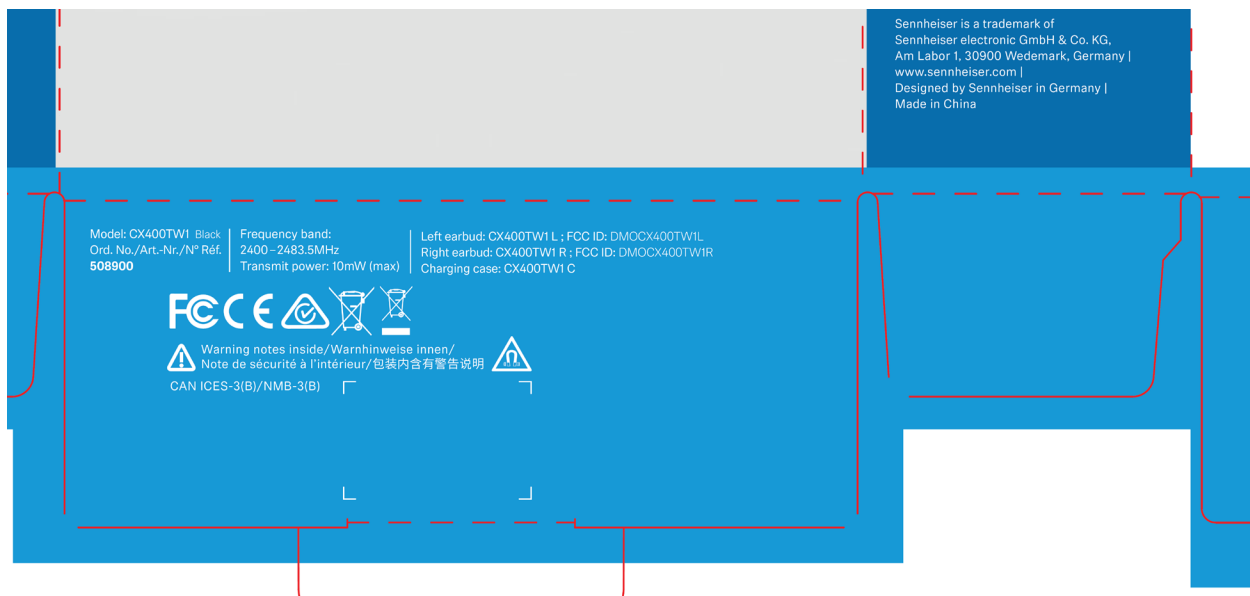 Sennheiser is a trademark of
Sennheiser electronic GmbH & Co. KG,
Am Labor 1, 30900 Wedemark, Germany |
www.sennheiser.com |
Designed by Sennheiser in Germany |
Made in China
Model: CX400TW1 Black
Ord. No./Art.-Nr./N° Réf.
508900
Frequency band:
2400–2483.5MHz
Transmit power: 10mW (max)
Left earbud: CX400TW1 L ; FCC ID: DMOCX400TW1L
Right earbud: CX400TW1 R ; FCC ID: DMOCX400TW1R
Charging case: CX400TW1 C
FC CE
Warning notes inside/Warnhinweise innen/
Note de sécurité à l'intérieur/包装内含有警告说明
CAN ICES-3(B)/NMB-3(B)